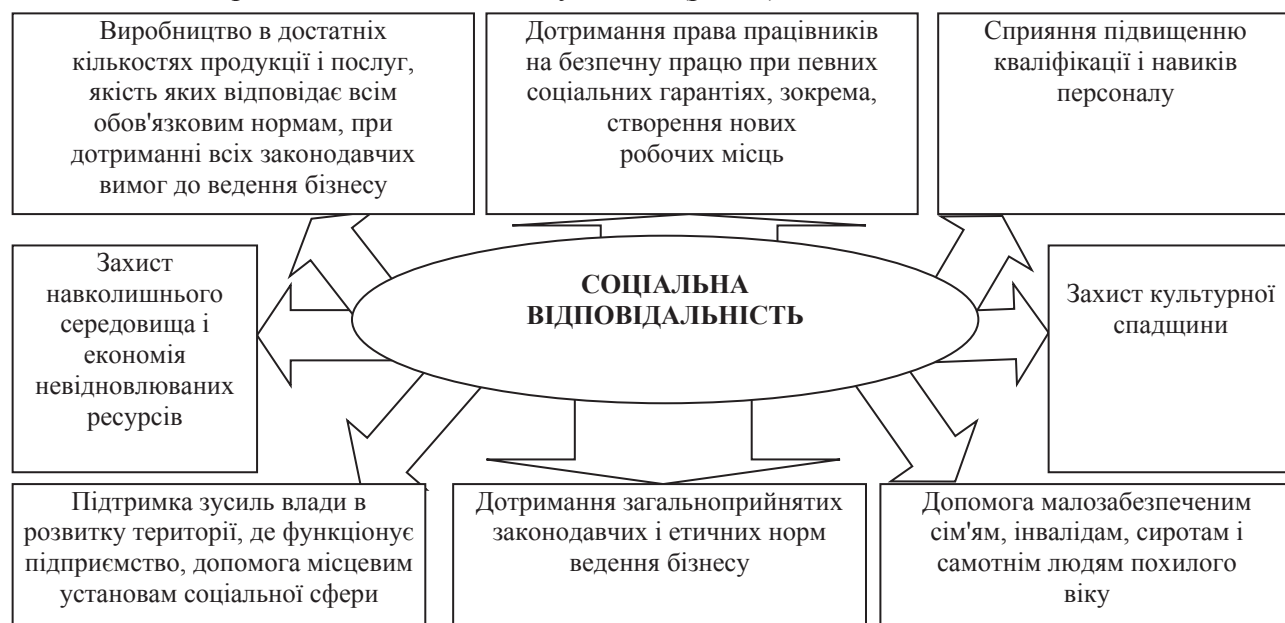 Виробництво в достатніх
кількостях продукції і послуг,
якість яких відповідає всім
обов'язковим нормам, при
дотриманні всіх законодавчих
вимог до ведення бізнесу
Дотримання права працівників
на безпечну працю при певних
соціальних гарантіях, зокрема,
створення нових
робочих місць
Сприяння підвищенню
кваліфікації і навиків
персоналу
Захист
навколишнього
середовища і
економія
невідновлюваних
ресурсів
СОЦІАЛЬНА
ВІДПОВІДАЛЬНІСТЬ
Захист культурної
спадщини
Підтримка зусиль влади в
розвитку території, де функціонує
підприємство, допомога місцевим
установам соціальної сфери
Дотримання загальноприйнятих
законодавчих і етичних норм
ведення бізнесу
Допомога малозабезпеченим
сім'ям, інвалідам, сиротам і
самотнім людям похилого
віку